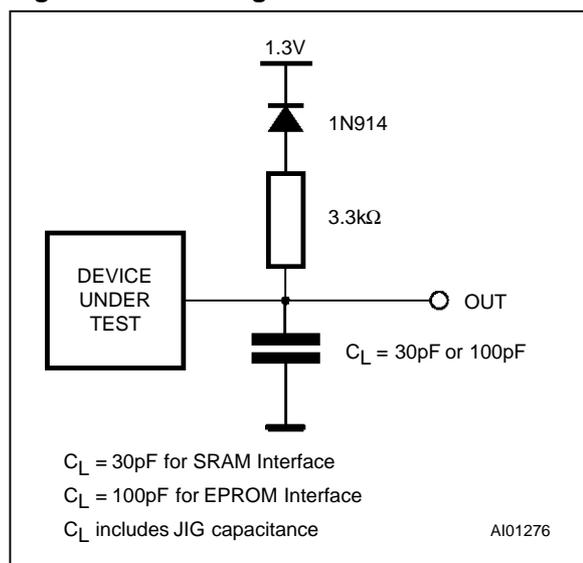 1.3V
1N914
3.3kΩ
DEVICE
UNDER
TEST
OUT
CL = 30pF or 100pF
CL = 30pF for SRAM Interface
CL = 100pF for EPROM Interface
CL includes JIG capacitance
AI01276